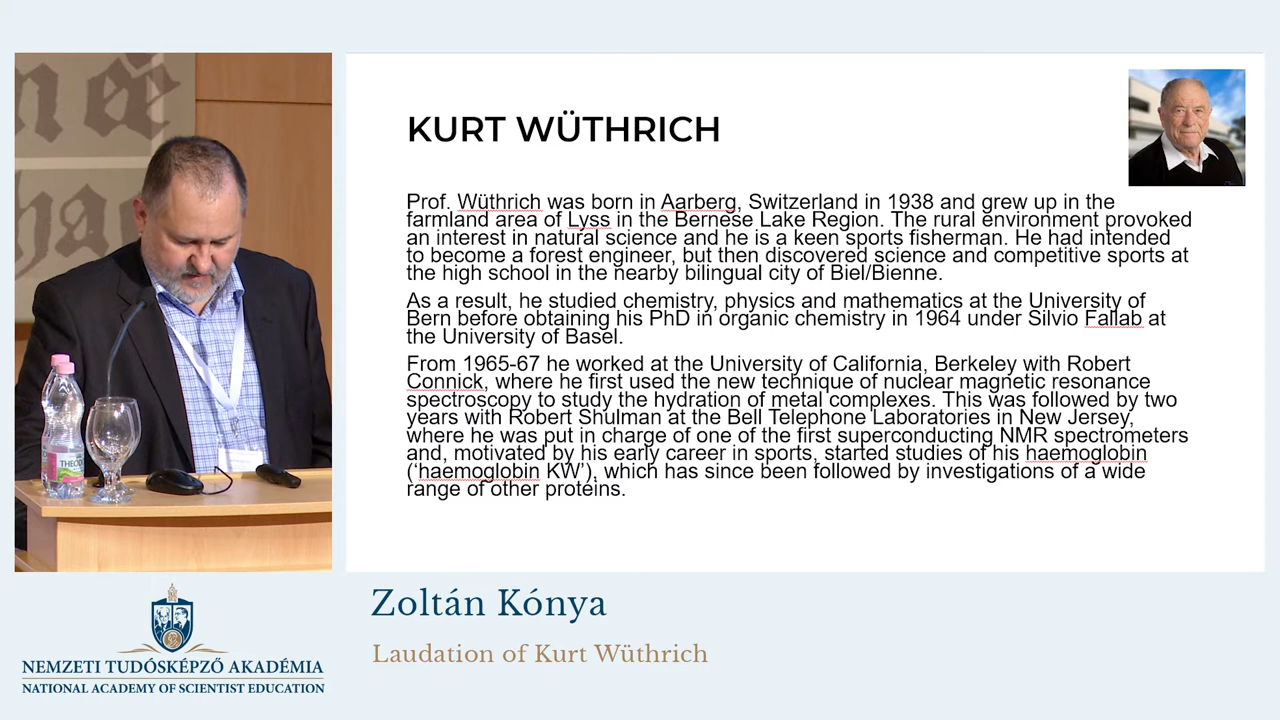 KURT WÜTHRICH
Prof. Wüthrich was born in Aarberg, Switzerland in 1938 and grew up in the
farmland area of Lyss in the Bernese Lake Region. The rural environment provoked
an interest in natural science and he is a keen sports fisherman. He had intended
to become a forest engineer, but then discovered science and competitive sports at
the high school in the nearby bilingual city of Biel/Bienne.
As a result, he studied chemistry, physics and mathematics at the University of
Bern before obtaining his PhD in organic chemistry in 1964 under Silvio Fallab at
the University of Basel.
From 1965-67 he worked at the University of California, Berkeley with Robert
Connick, where he first used the new technique of nuclear magnetic resonance
spectroscopy to study the hydration of metal complexes. This was followed by two
years with Robert Shulman at the Bell Telephone Laboratories in New Jersey,
where he was put in charge of one of the first superconducting NMR spectrometers
and, motivated by his early career in sports, started studies of his haemoglobin
(‘haemoglobin KW’), which has since been followed by investigations of a wide
range of other proteins.
THEODO
Zoltán Kónya
Laudation of Kurt Wüthrich
NEMZETI TUDÓSKÉPZŐ AKADÉMIA
NATIONAL ACADEMY OF SCIENTIST EDUCATION